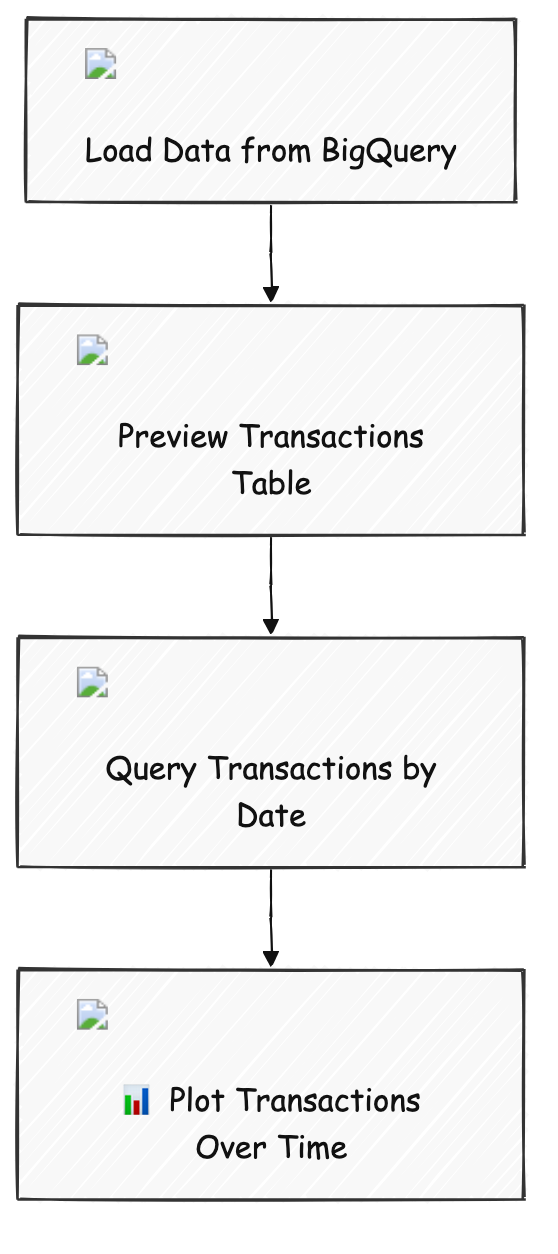 Load Data from BigQuery
Preview Transactions
Table
Query Transactions by
Date
📊 Plot Transactions
Over Time